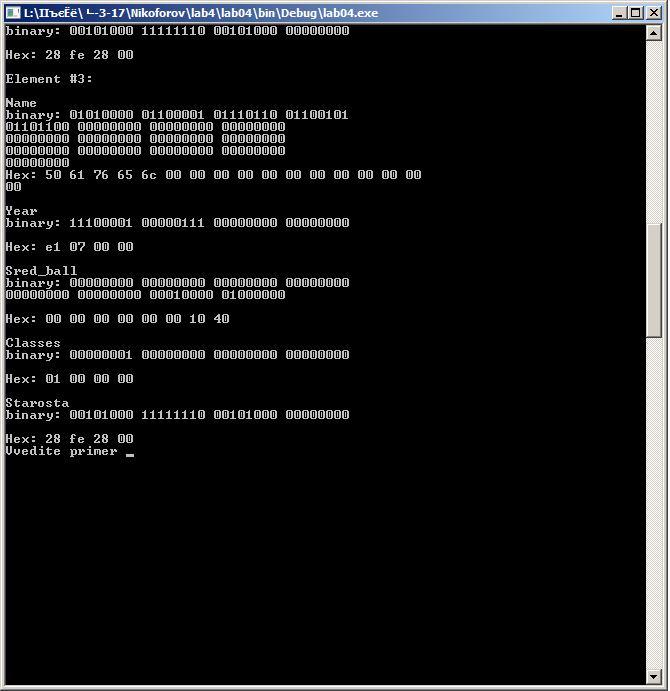 L:\ПъєЁё\ └-3-17\Nikoforov\lab4\lab04\bin\Debug\lab04.exe
binary: 00101000 11111110 00101000 00000000
Hex: 28 fe 28 00
Element #3:
Name
binary: 01010000 01100001 01110110 01100101
01101100 00000000 00000000 00000000
00000000 00000000 00000000 00000000
00000000 00000000 00000000 00000000
00000000
Hex: 50 61 76 65 6c 00 00 00 00 00 00 00 00 00 00 00
00
Year
binary: 11100001 00000111 00000000 00000000
Hex: e1 07 00 00
Sred_ball
binary: 00000000 00000000 00000000 00000000
00000000 00000000 00010000 01000000
Hex: 00 00 00 00 00 00 10 40
Classes
binary: 00000001 00000000 00000000 00000000
Hex: 01 00 00 00
Starosta
binary: 00101000 11111110 00101000 00000000
Hex: 28 fe 28 00
Vvedite primer _